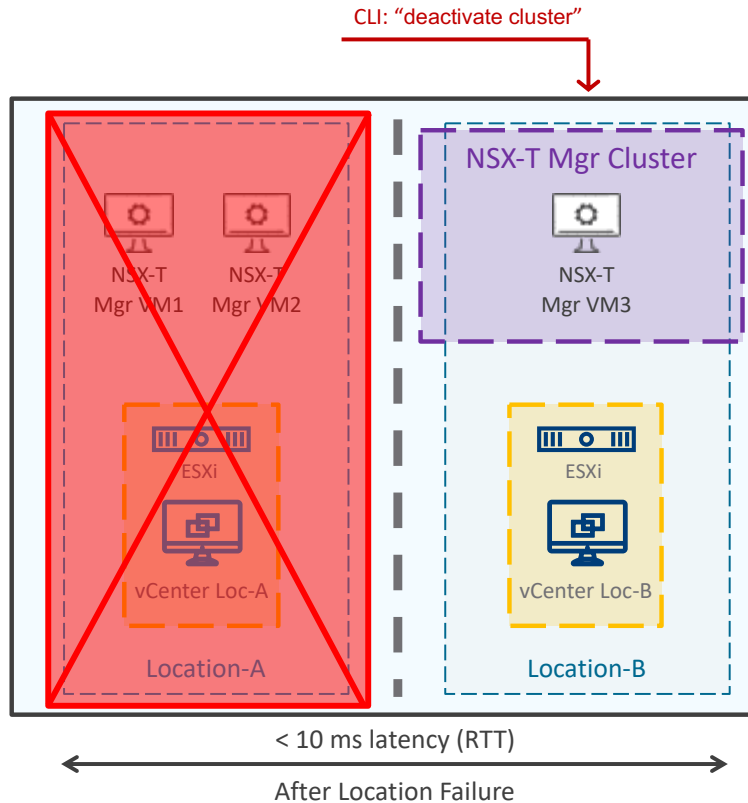 CLI: “deactivate cluster”
NSX-T Mgr Cluster
NSX-T
Mgr VM1
NSX-T
Mgr VM2
NSX-T
Mgr VM3
ESXi
vCenter Loc-A
Location-A
ESXi
vCenter Loc-B
Location-B
< 10 ms latency (RTT)
After Location Failure